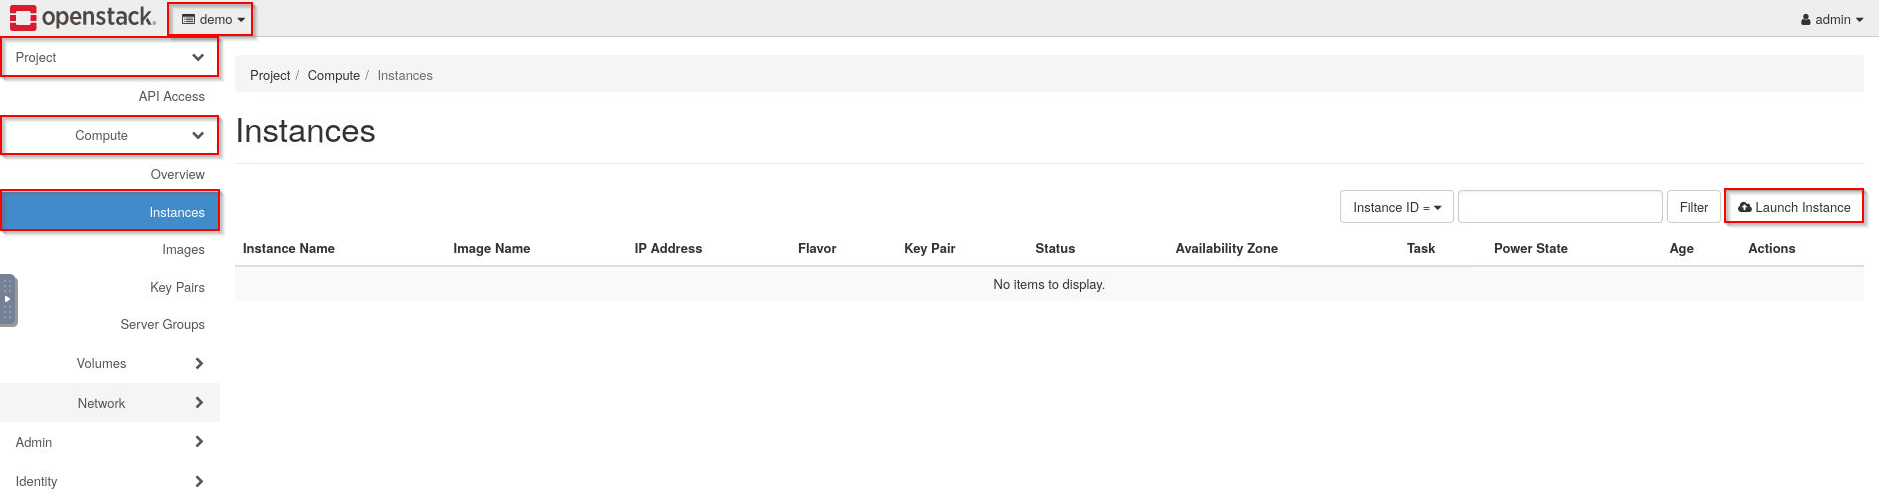 openstack. demo admin
Project
API Access
Compute
Overview
Instances
Images
Key Pairs
Server Groups
Volumes
Network
Admin
Identity
Project / Compute / Instances
Instances
Instance ID = Filter Launch Instance
Instance Name Image Name IP Address Flavor Key Pair Status Availability Zone Task Power State Age Actions
No items to display.